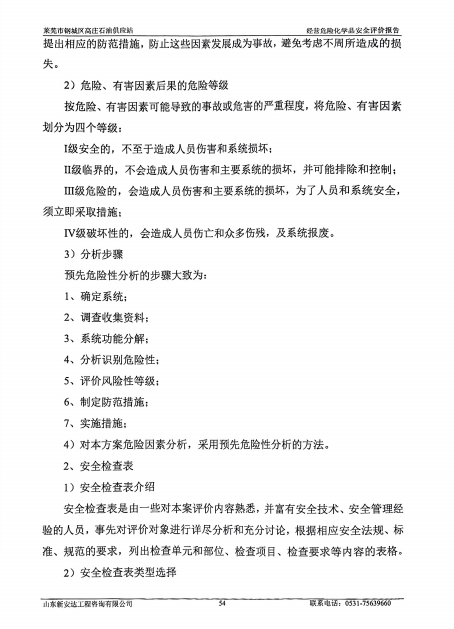 莱芜市钢城区高庄石油供应站 经营危险化学品安全评价报告
提出相应的防范措施，防止这些因素发展成为事故，避免考虑不周所造成的损
失。
2）危险、有害因素后果的危险等级
按危险、有害因素可能导致的事故或危害的严重程度，将危险、有害因素
划分为四个等级：
I级安全的，不至于造成人员伤害和系统损坏；
II级临界的，不会造成人员伤害和主要系统的损坏，并可能排除和控制；
III级危险的，会造成人员伤害和主要系统的损坏，为了人员和系统安全，
须立即采取措施；
IV级破坏性的，会造成人员伤亡和众多伤残，及系统报废。
3）分析步骤
预先危险性分析的步骤大致为：
1、确定系统；
2、调查收集资料；
3、系统功能分解；
4、分析识别危险性；
5、评价风险性等级；
6、制定防范措施；
7、实施措施；
4）对本方案危险因素分析，采用预先危险性分析的方法。
2、安全检查表
1）安全检查表介绍
安全检查表是由一些对本案评价内容熟悉，并富有安全技术、安全管理经
验的人员，事先对评价对象进行详尽分析和充分讨论，根据相应安全法规、标
准、规范的要求，列出检查单元和部位、检查项目、检查要求等内容的表格。
2）安全检查表类型选择
山东新安达工程咨询有限公司 54 联系电话：0531-75639660